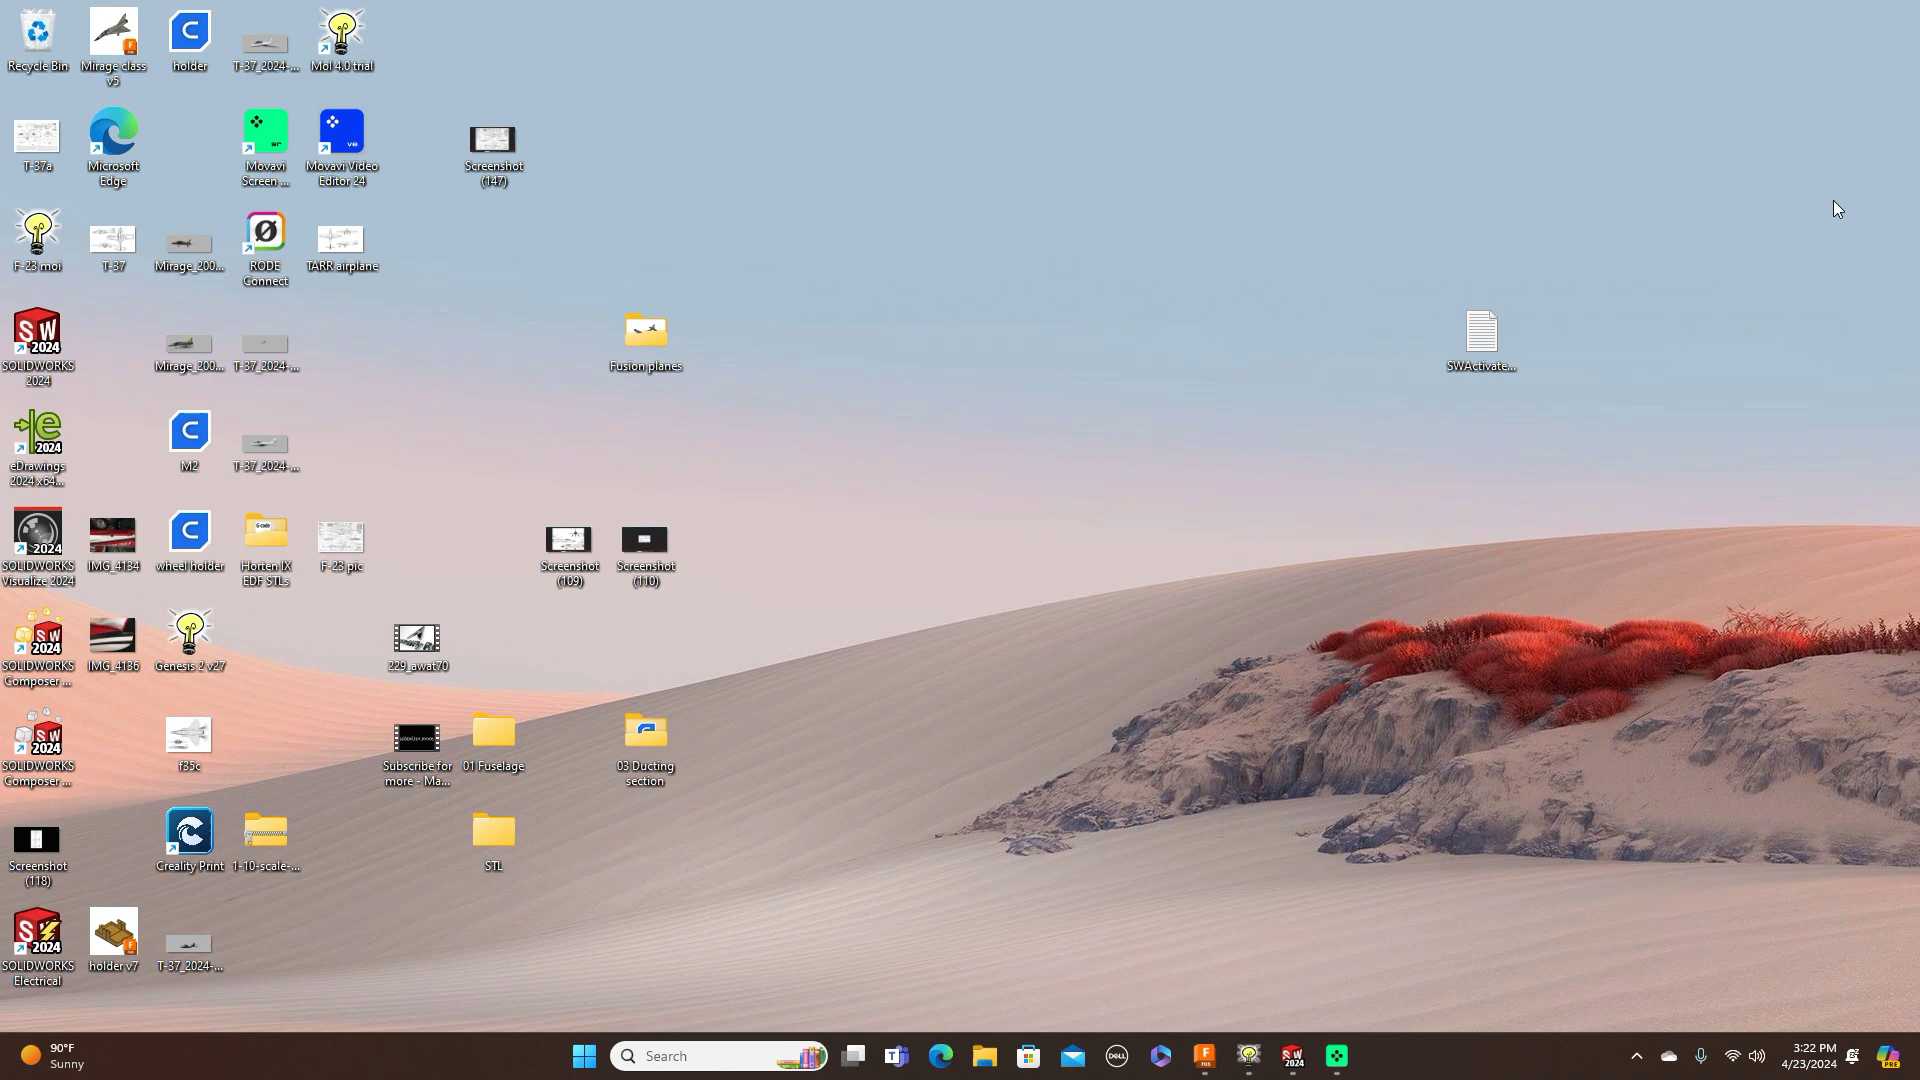 Recycle Bin
Mirage class
v5
holder
T-37_2024-...
MoI 4.0 trial
T-37a
Microsoft
Edge
Movavi
Screen ...
Movavi Video
Editor 24
Screenshot
(147)
F-23 moi
T-37
Mirage_200...
RODE
Connect
TARR airplane
SOLIDWORKS
2024
Mirage_200...
T-37_2024-...
Fusion planes
SWActivate...
eDrawings
2024 x64...
M2
T-37_2024-...
SOLIDWORKS
Visualize 2024
IMG_4134
wheel holder
Horten IX
EDF STLs
F-23 pic
Screenshot
(109)
Screenshot
(110)
SOLIDWORKS
Composer ...
IMG_4136
Genesis 2 v27
229_awat70
SOLIDWORKS
Composer ...
f35c
Subscribe for
more - Ma...
01 Fuselage
03 Ducting
section
Screenshot
(118)
Creality Print
1-10-scale-...
STL
SOLIDWORKS
Electrical
holder v7
T-37_2024-...
90°F
Sunny
Search
3:22 PM
4/23/2024